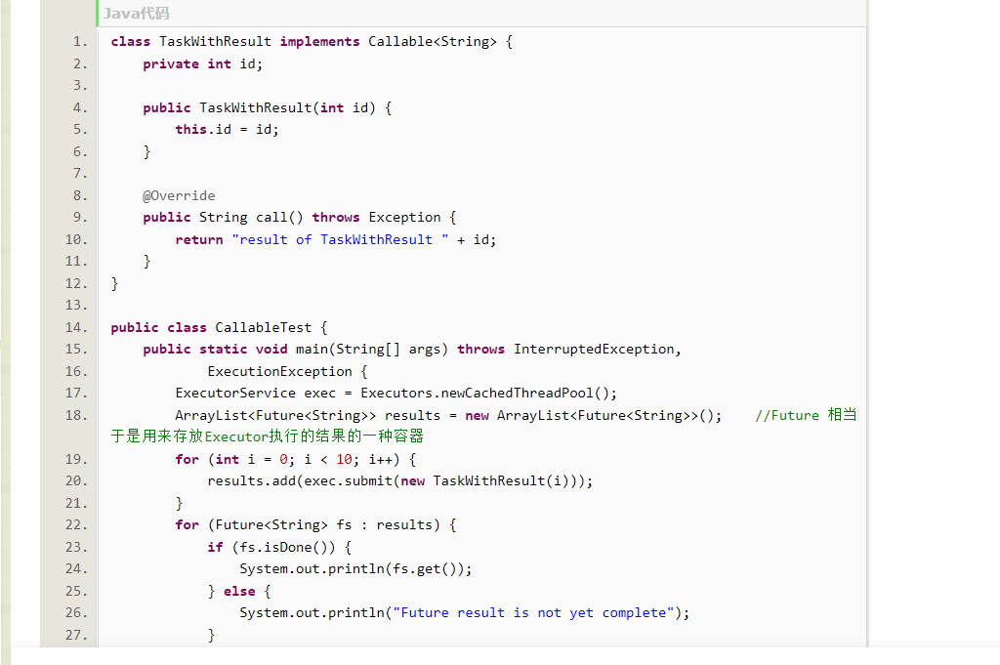 Java代码
1. class TaskWithResult implements Callable<String> {
2.     private int id;
3.
4.     public TaskWithResult(int id) {
5.         this.id = id;
6.     }
7.
8.     @Override
9.     public String call() throws Exception {
10.         return "result of TaskWithResult " + id;
11.     }
12. }
13.
14. public class CallableTest {
15.     public static void main(String[] args) throws InterruptedException,
16.             ExecutionException {
17.         ExecutorService exec = Executors.newCachedThreadPool();
18.         ArrayList<Future<String>> results = new ArrayList<Future<String>>();    //Future 相当
于是用来存放Executor执行的结果的一种容器
19.         for (int i = 0; i < 10; i++) {
20.             results.add(exec.submit(new TaskWithResult(i)));
21.         }
22.         for (Future<String> fs : results) {
23.             if (fs.isDone()) {
24.                 System.out.println(fs.get());
25.             } else {
26.                 System.out.println("Future result is not yet complete");
27.             }